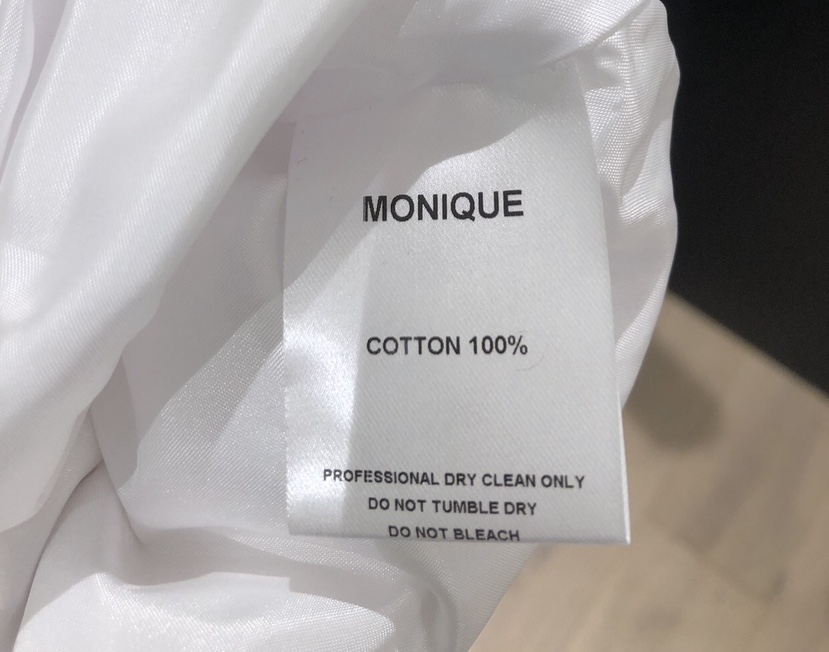 MONIQUE
COTTON 100%
PROFESSIONAL DRY CLEAN ONLY
DO NOT TUMBLE DRY
DO NOT BLEACH